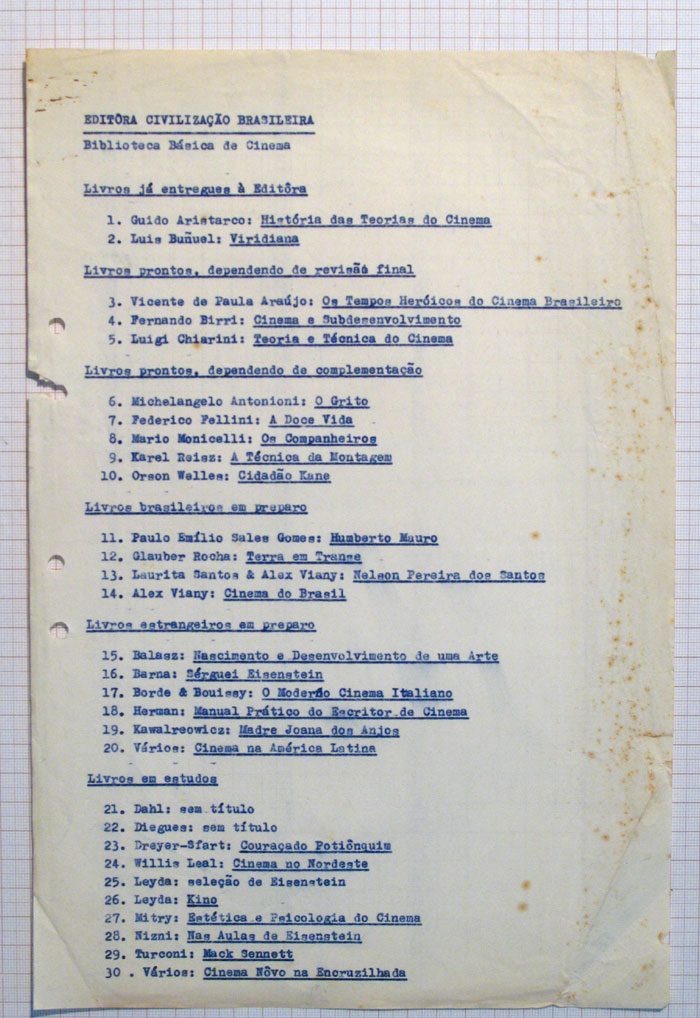 EDITÔRA CIVILIZAÇÃO BRASILEIRA
Biblioteca Básica de Cinema
Livros já entregues à Editôra
1. Guido Aristarco: História das Teorias do Cinema
2. Luis Buñuel: Viridiana
Livros prontos, dependendo de revisão final
3. Vicente de Paula Araújo: Os Tempos Heróicos do Cinema Brasileiro
4. Fernando Birri: Cinema e Subdesenvolvimento
5. Luigi Chiarini: Teoria e Técnica do Cinema
Livros prontos, dependendo de complementação
6. Michelangelo Antonioni: O Grito
7. Federico Fellini: A Doce Vida
8. Mario Monicelli: Os Companheiros
9. Karel Reisz: A Técnica da Montagem
10. Orson Welles: Cidadão Kane
Livros brasileiros em preparo
11. Paulo Emílio Sales Gomes: Humberto Mauro
12. Glauber Rocha: Terra em Transe
13. Laurita Santos & Alex Viany: Nelson Pereira dos Santos
14. Alex Viany: Cinema do Brasil
Livros estrangeiros em preparo
15. Balasz: Nascimento e Desenvolvimento de uma Arte
16. Barna: Sérguei Eisenstein
17. Borde & Bouissy: O Moderno Cinema Italiano
18. Herman: Manual Prático do Escritor de Cinema
19. Kawalreowicz: Madre Joana dos Anjos
20. Vários: Cinema na América Latina
Livros em estudos
21. Dahl: sem título
22. Diegues: sem título
23. Dreyer-Sfart: Couraçado Potiônquim
24. Willis Leal: Cinema no Nordeste
25. Leyda: seleção de Eisenstein
26. Leyda: Kino
27. Mitry: Estética e Psicologia do Cinema
28. Nizni: Nas Aulas de Eisenstein
29. Turconi: Mack Sennett
30 . Vários: Cinema Nôvo na Encruzilhada